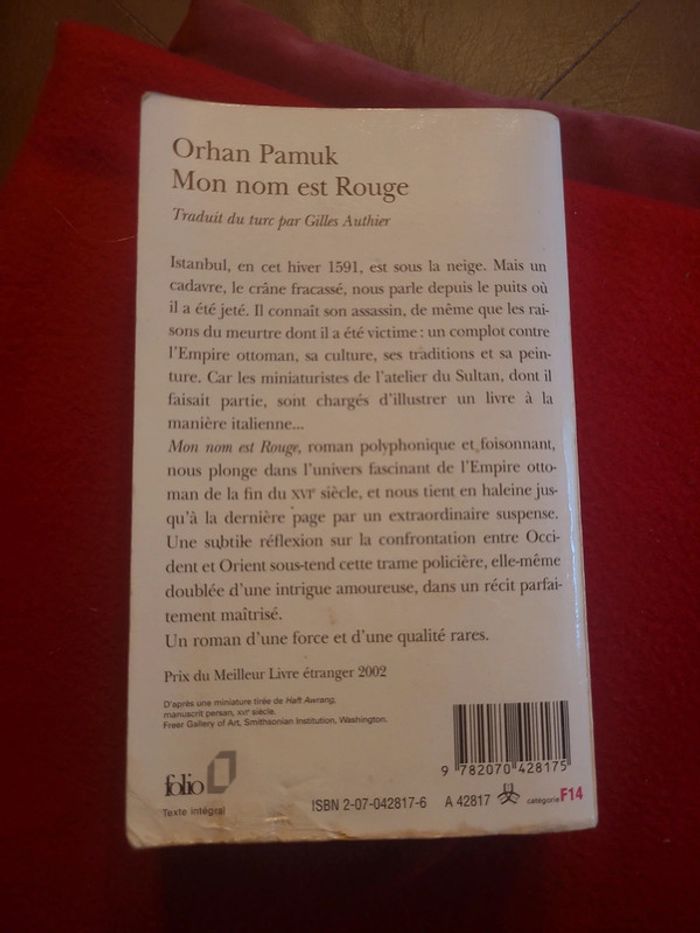 Orhan Pamuk
Mon nom est Rouge
Traduit du turc par Gilles Authier
Istanbul, en cet hiver 1591, est sous la neige. Mais un
cadavre, le crâne fracassé, nous parle depuis le puits où
il a été jeté. Il connaît son assassin, de même que les rai-
sons du meurtre dont il a été victime : un complot contre
l'Empire ottoman, sa culture, ses traditions et sa pein-
ture. Car les miniaturistes de l'atelier du Sultan, dont il
faisait partie, sont chargés d'illustrer un livre à la
manière italienne...
Mon nom est Rouge, roman polyphonique et foisonnant,
nous plonge dans l'univers fascinant de l'Empire otto-
man de la fin du XVIe siècle, et nous tient en haleine jus-
qu'à la dernière page par un extraordinaire suspense.
Une subtile réflexion sur la confrontation entre Occi-
dent et Orient sous-tend cette trame policière, elle-même
doublée d'une intrigue amoureuse, dans un récit parfai-
tement maîtrisé.
Un roman d'une force et d'une qualité rares.
Prix du Meilleur Livre étranger 2002
D'après une miniature tirée de Haft Awrang,
manuscrit persan, XVIe siècle.
Freer Gallery of Art, Smithsonian Institution, Washington.
9 782070 428175
folio
Texte intégral
ISBN 2-07-042817-6 A 42817 catégorie F14